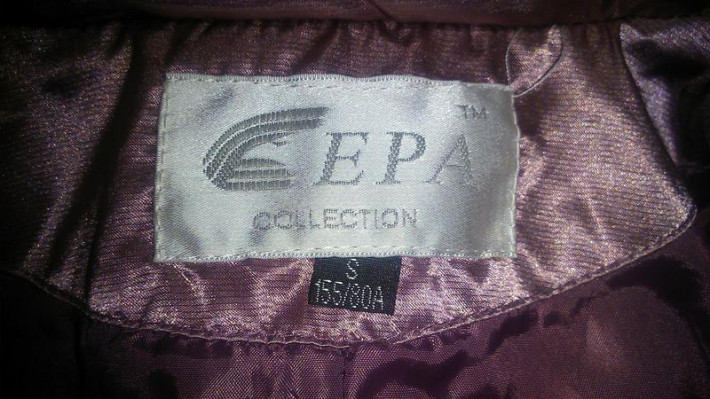 EPA™
COLLECTION
S
155/80A